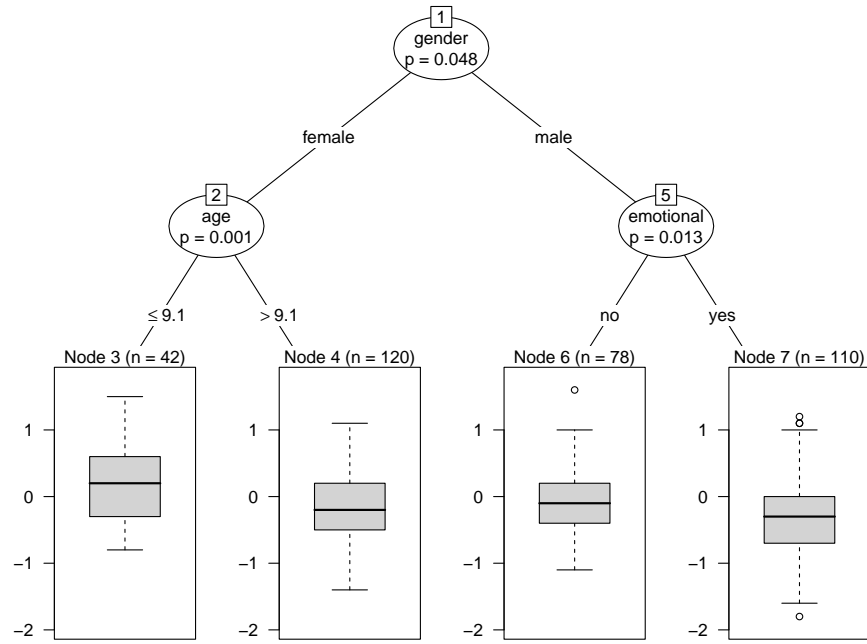 1
gender
p = 0.048
female
male
2
age
p = 0.001
5
emotional
p = 0.013
≤ 9.1
> 9.1
no
yes
Node 3 (n = 42)
Node 4 (n = 120)
Node 6 (n = 78)
Node 7 (n = 110)
1
0
−1
−2
1
0
−1
−2
1
0
−1
−2
1
0
−1
−2